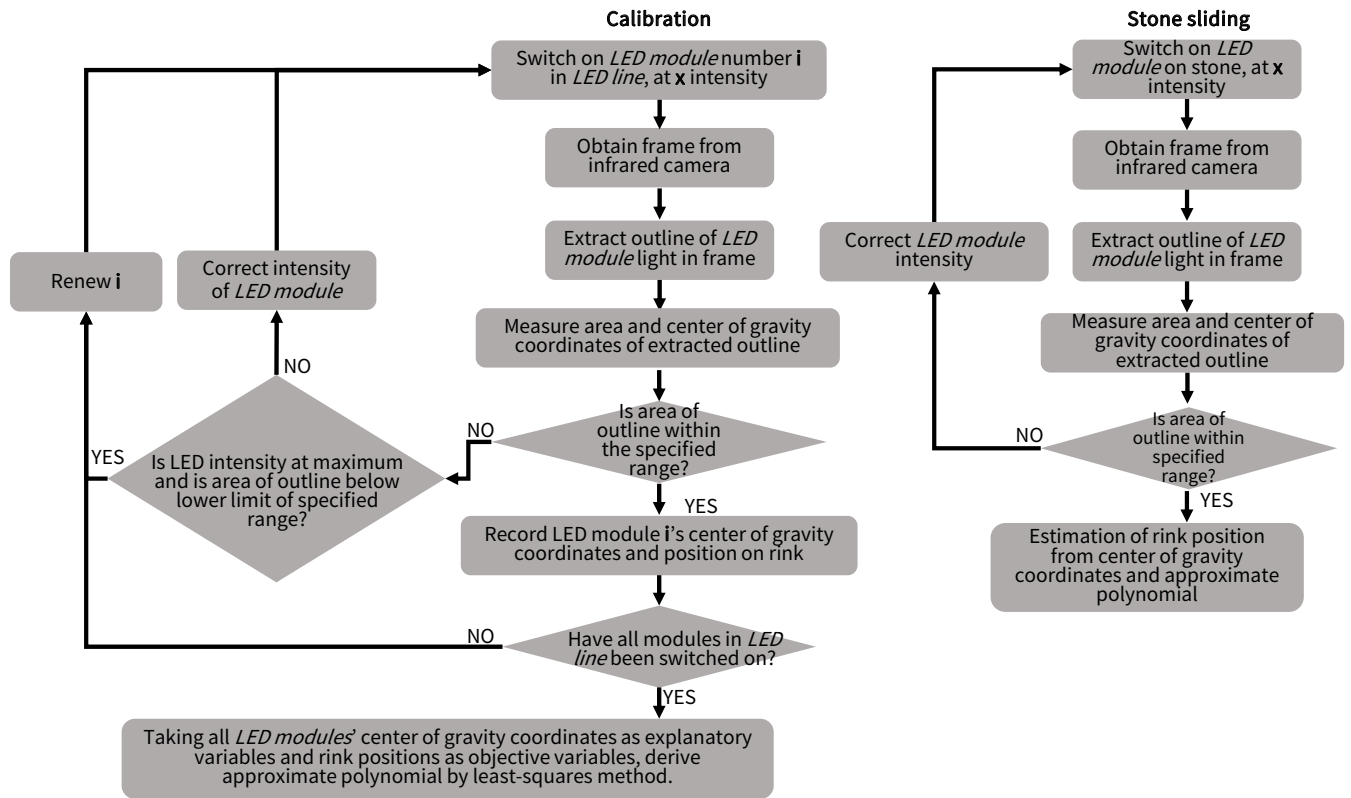 Calibration
Switch on LED module number i
in LED line, at x intensity
Obtain frame from
infrared camera
Extract outline of LED
module light in frame
Measure area and center of gravity
coordinates of extracted outline
Is area of
outline within
the specified
range?
NO
YES
Renew i
Correct intensity
of LED module
NO
YES
Is LED intensity at maximum
and is area of outline below
lower limit of specified
range?
Record LED module i's center of gravity
coordinates and position on rink
Have all modules in LED
line been switched on?
NO
YES
Taking all LED modules' center of gravity coordinates as explanatory
variables and rink positions as objective variables, derive
approximate polynomial by least-squares method.
Stone sliding
Switch on LED
module on stone, at x
intensity
Obtain frame from
infrared camera
Extract outline of LED
module light in frame
Correct LED module
intensity
Measure area and center of
gravity coordinates of
extracted outline
Is area of
outline within
specified
range?
NO
YES
Estimation of rink position
from center of gravity
coordinates and approximate
polynomial